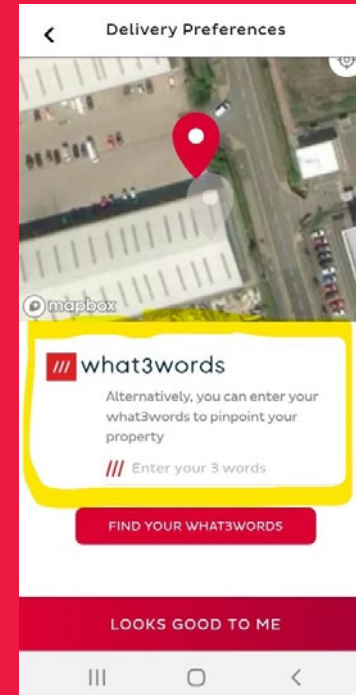 Delivery Preferences
mapbox
what3words
Alternatively, you can enter your
what3words to pinpoint your
property
/// Enter your 3 words
FIND YOUR WHAT3WORDS
LOOKS GOOD TO ME